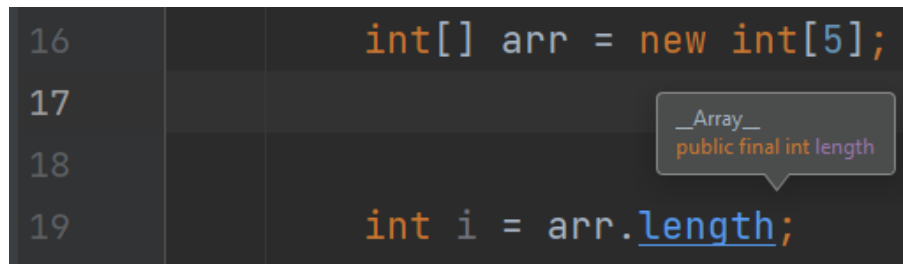 16 int[] arr = new int[5];
17
__Array__
public final int length
18
19 int i = arr.length;